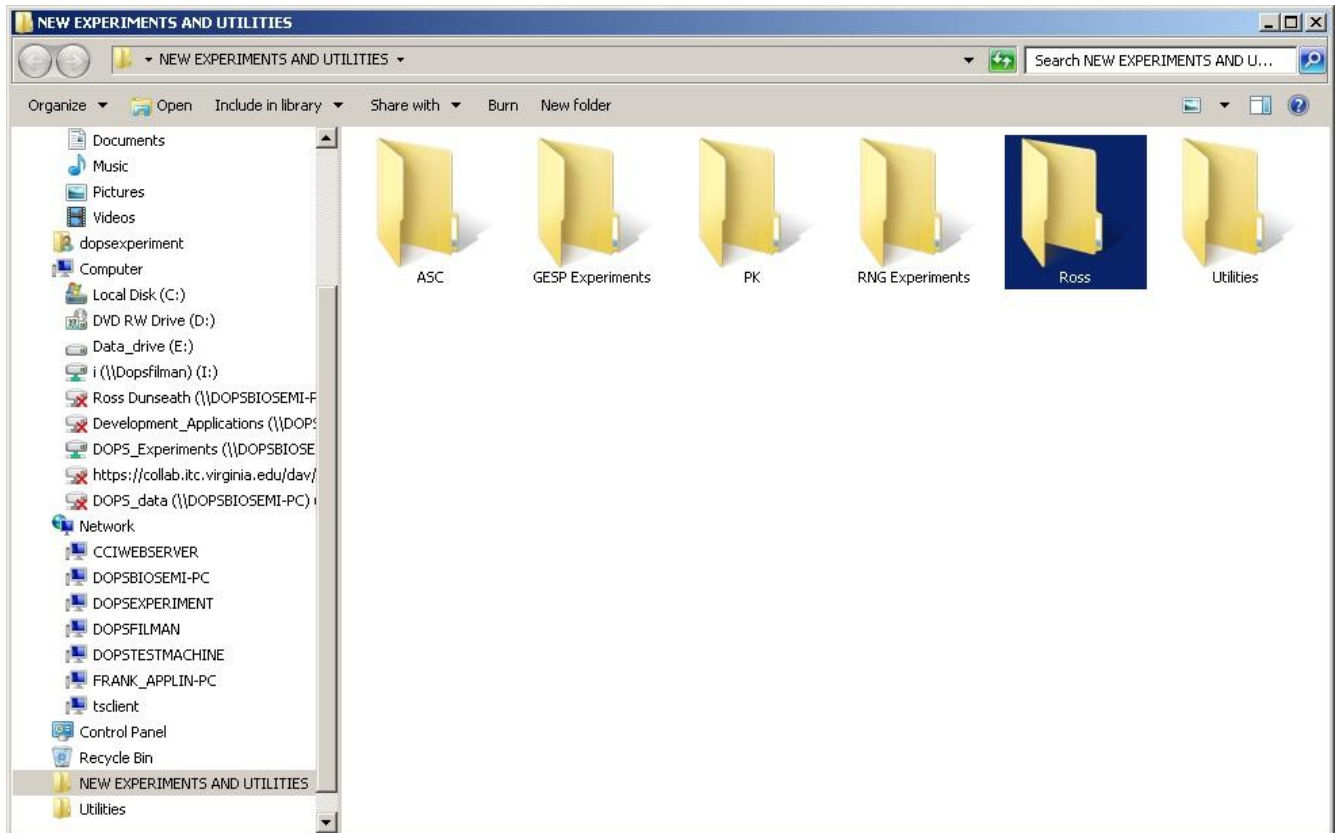 NEW EXPERIMENTS AND UTILITIES
NEW EXPERIMENTS AND UTILITIES
Search NEW EXPERIMENTS AND U...
Organize Open Include in library Share with Burn New folder
Documents
Music
Pictures
Videos
dopsexperiment
Computer
Local Disk (C:)
DVD RW Drive (D:)
Data_drive (E:)
i (\\Dopsfilman) (I:)
Ross Dunseath (\\DOPSBIOSEMI-P
Development_Applications (\\DOPS
DOPS_Experiments (\\DOPSBIOSE
https://collab.itc.virginia.edu/dav/
DOPS_data (\\DOPSBIOSEMI-PC)
Network
CCIWEBSERVER
DOPSBIOSEMI-PC
DOPSEXPERIMENT
DOPSFILMAN
DOPSTESTMACHINE
FRANK_APPLIN-PC
tsclient
Control Panel
Recycle Bin
NEW EXPERIMENTS AND UTILITIES
Utilities
ASC GESP Experiments PK RNG Experiments Ross Utilities